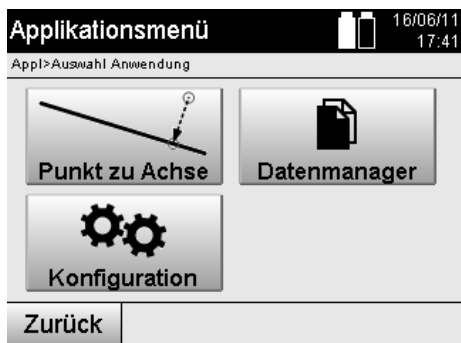 Applikationsmenü
16/06/11
17:41
Appl>Auswahl Anwendung
Punkt zu Achse
Datenmanager
Konfiguration
Zurück